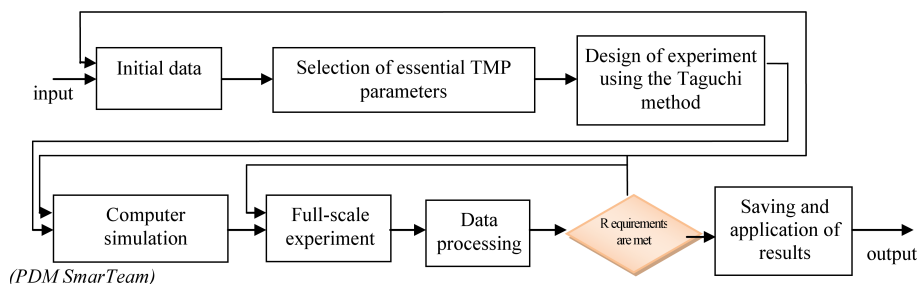 input
Initial data
Selection of essential TMP
parameters
Design of experiment
using the Taguchi
method
Computer
simulation
(PDM SmarTeam)
Full-scale
experiment
Data
processing
R equirements
are met
Saving and
application of
results
output